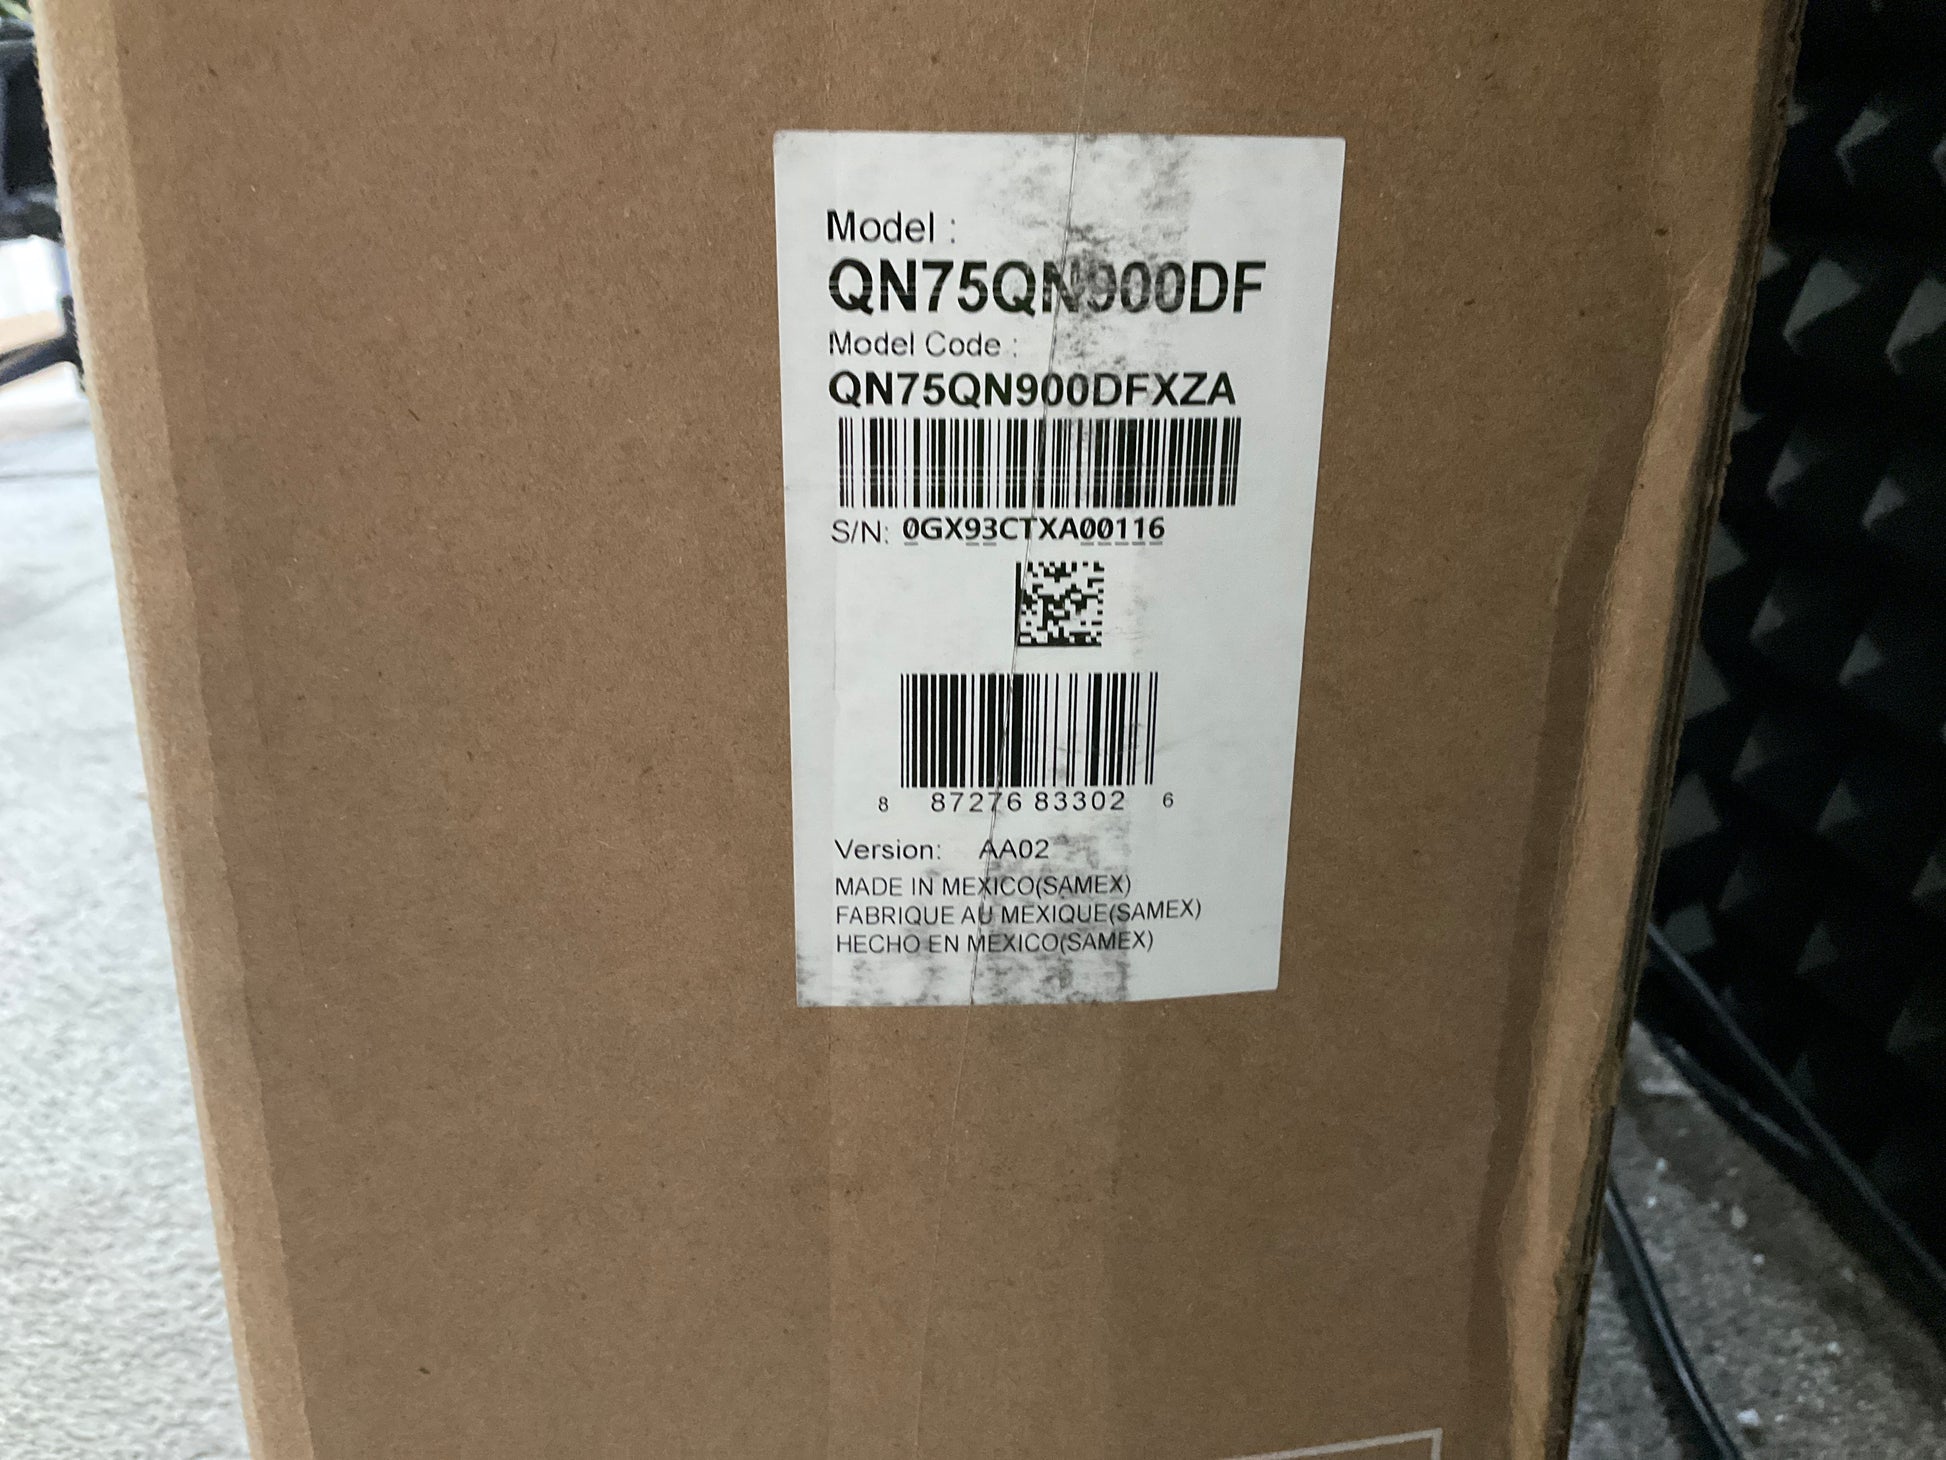 Model :
QN75QN900DF
Model Code :
QN75QN900DFXZA
S/N: 0GX93CTXA00116
8 87276 83302 6
Version: AA02
MADE IN MEXICO(SAMEX)
FABRIQUE AU MEXIQUE(SAMEX)
HECHO EN MEXICO(SAMEX)